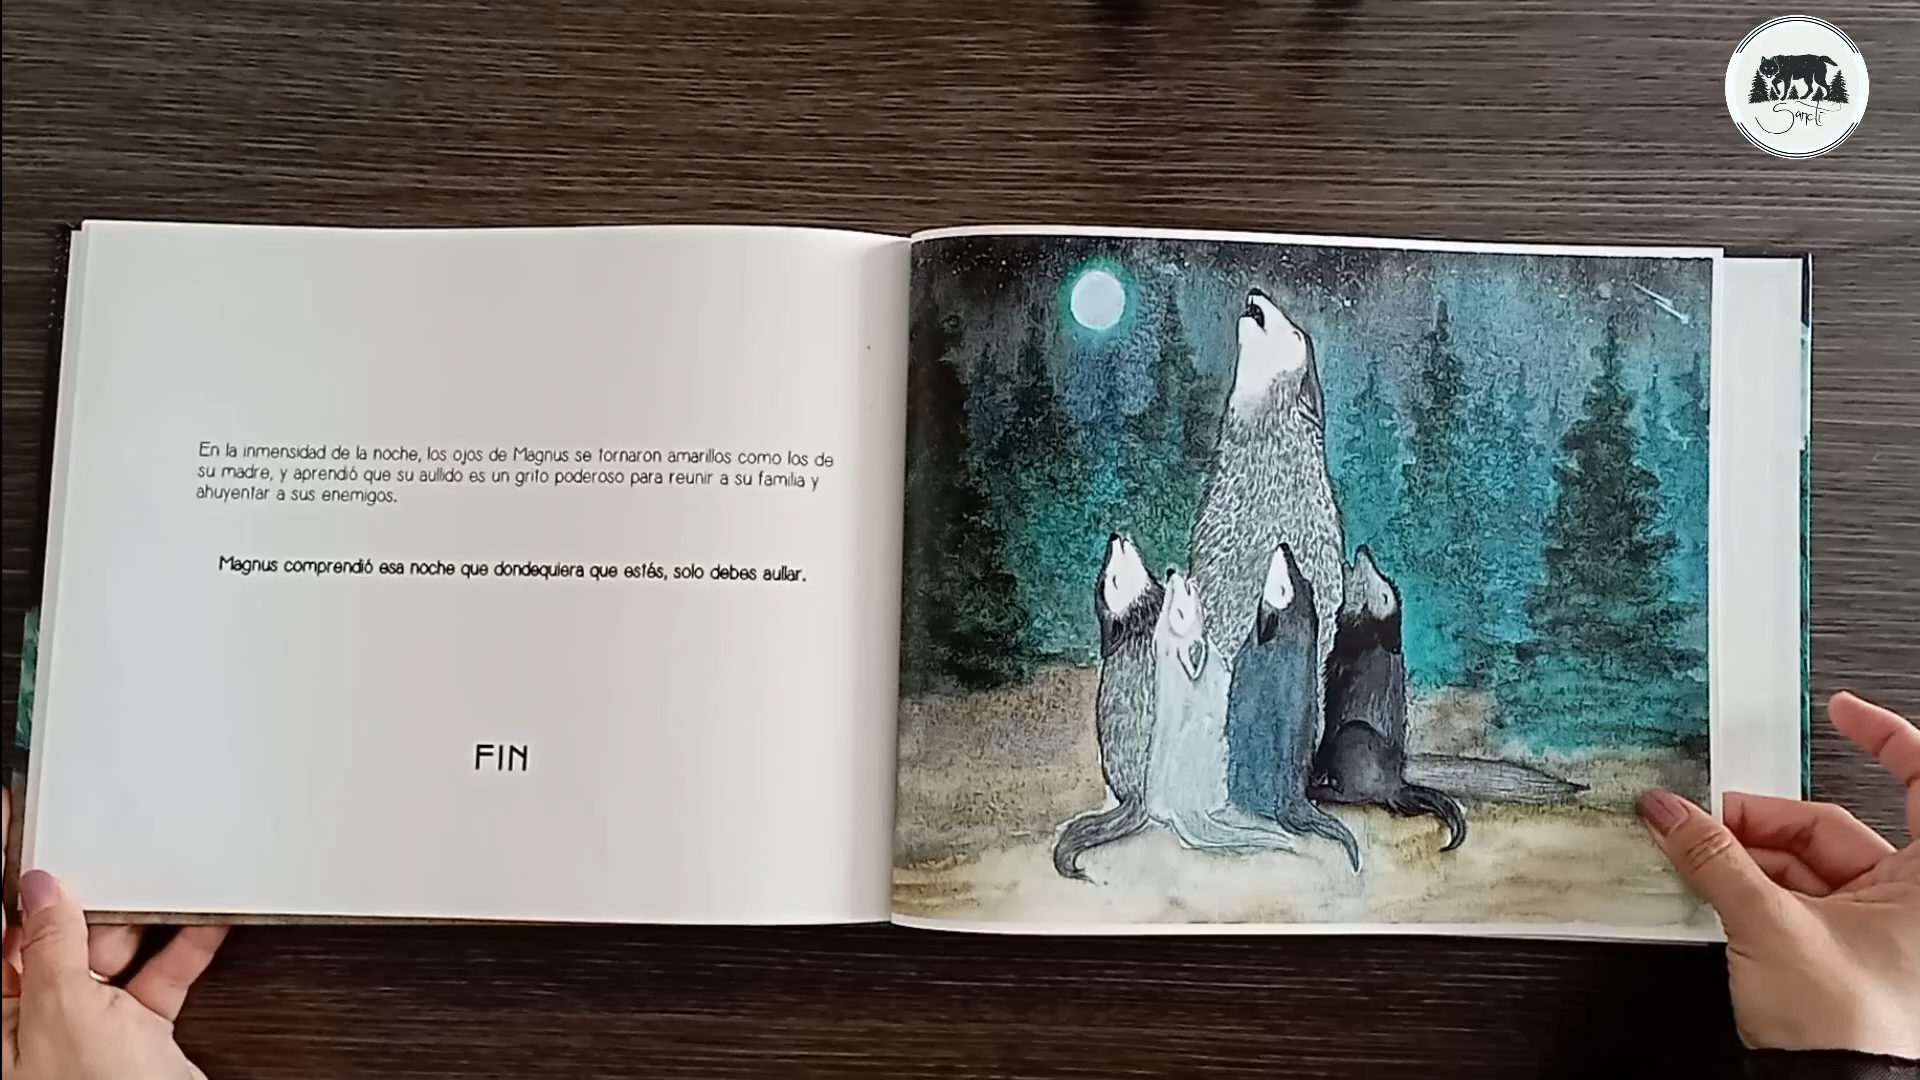 Sancti
En la inmensidad de la noche, los ojos de Magnus se tornaron amarillos como los de
su madre, y aprendió que su aullido es un grito poderoso para reunir a su familia y
ahuyentar a sus enemigos.
Magnus comprendió esa noche que dondequiera que estés, solo debes aullar.
FIN